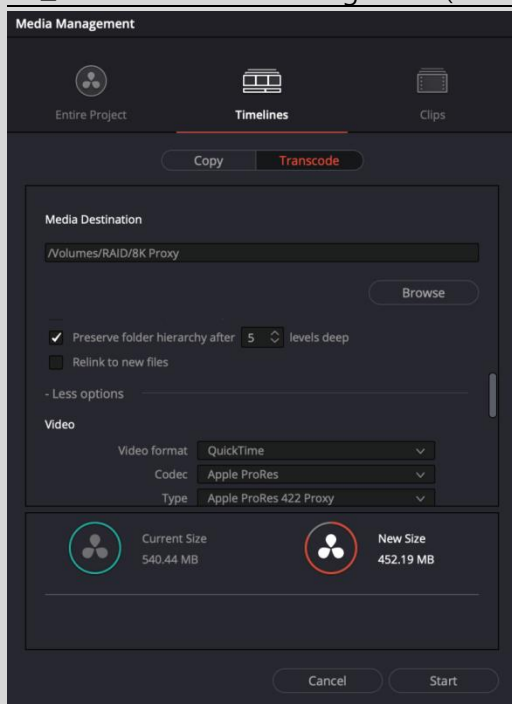 Media Management
Entire Project
Timelines
Clips
Copy
Transcode
Media Destination
/Volumes/RAID/8K Proxy
Browse
Preserve folder hierarchy after 5 levels deep
Relink to new files
- Less options
Video
Video format QuickTime
Codec Apple ProRes
Type Apple ProRes 422 Proxy
Current Size
540.44 MB
New Size
452.19 MB
Cancel
Start